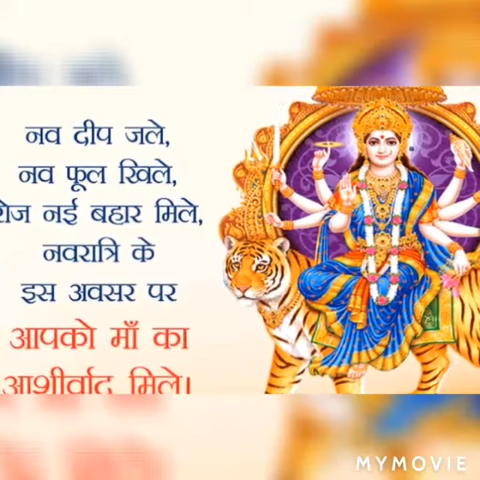 नव दीप जले,
नव फूल खिले,
रोज नई बहार मिले,
नवरात्रि के
इस अवसर पर
आपको माँ का
आशीर्वाद मिले।
MYMOVIE